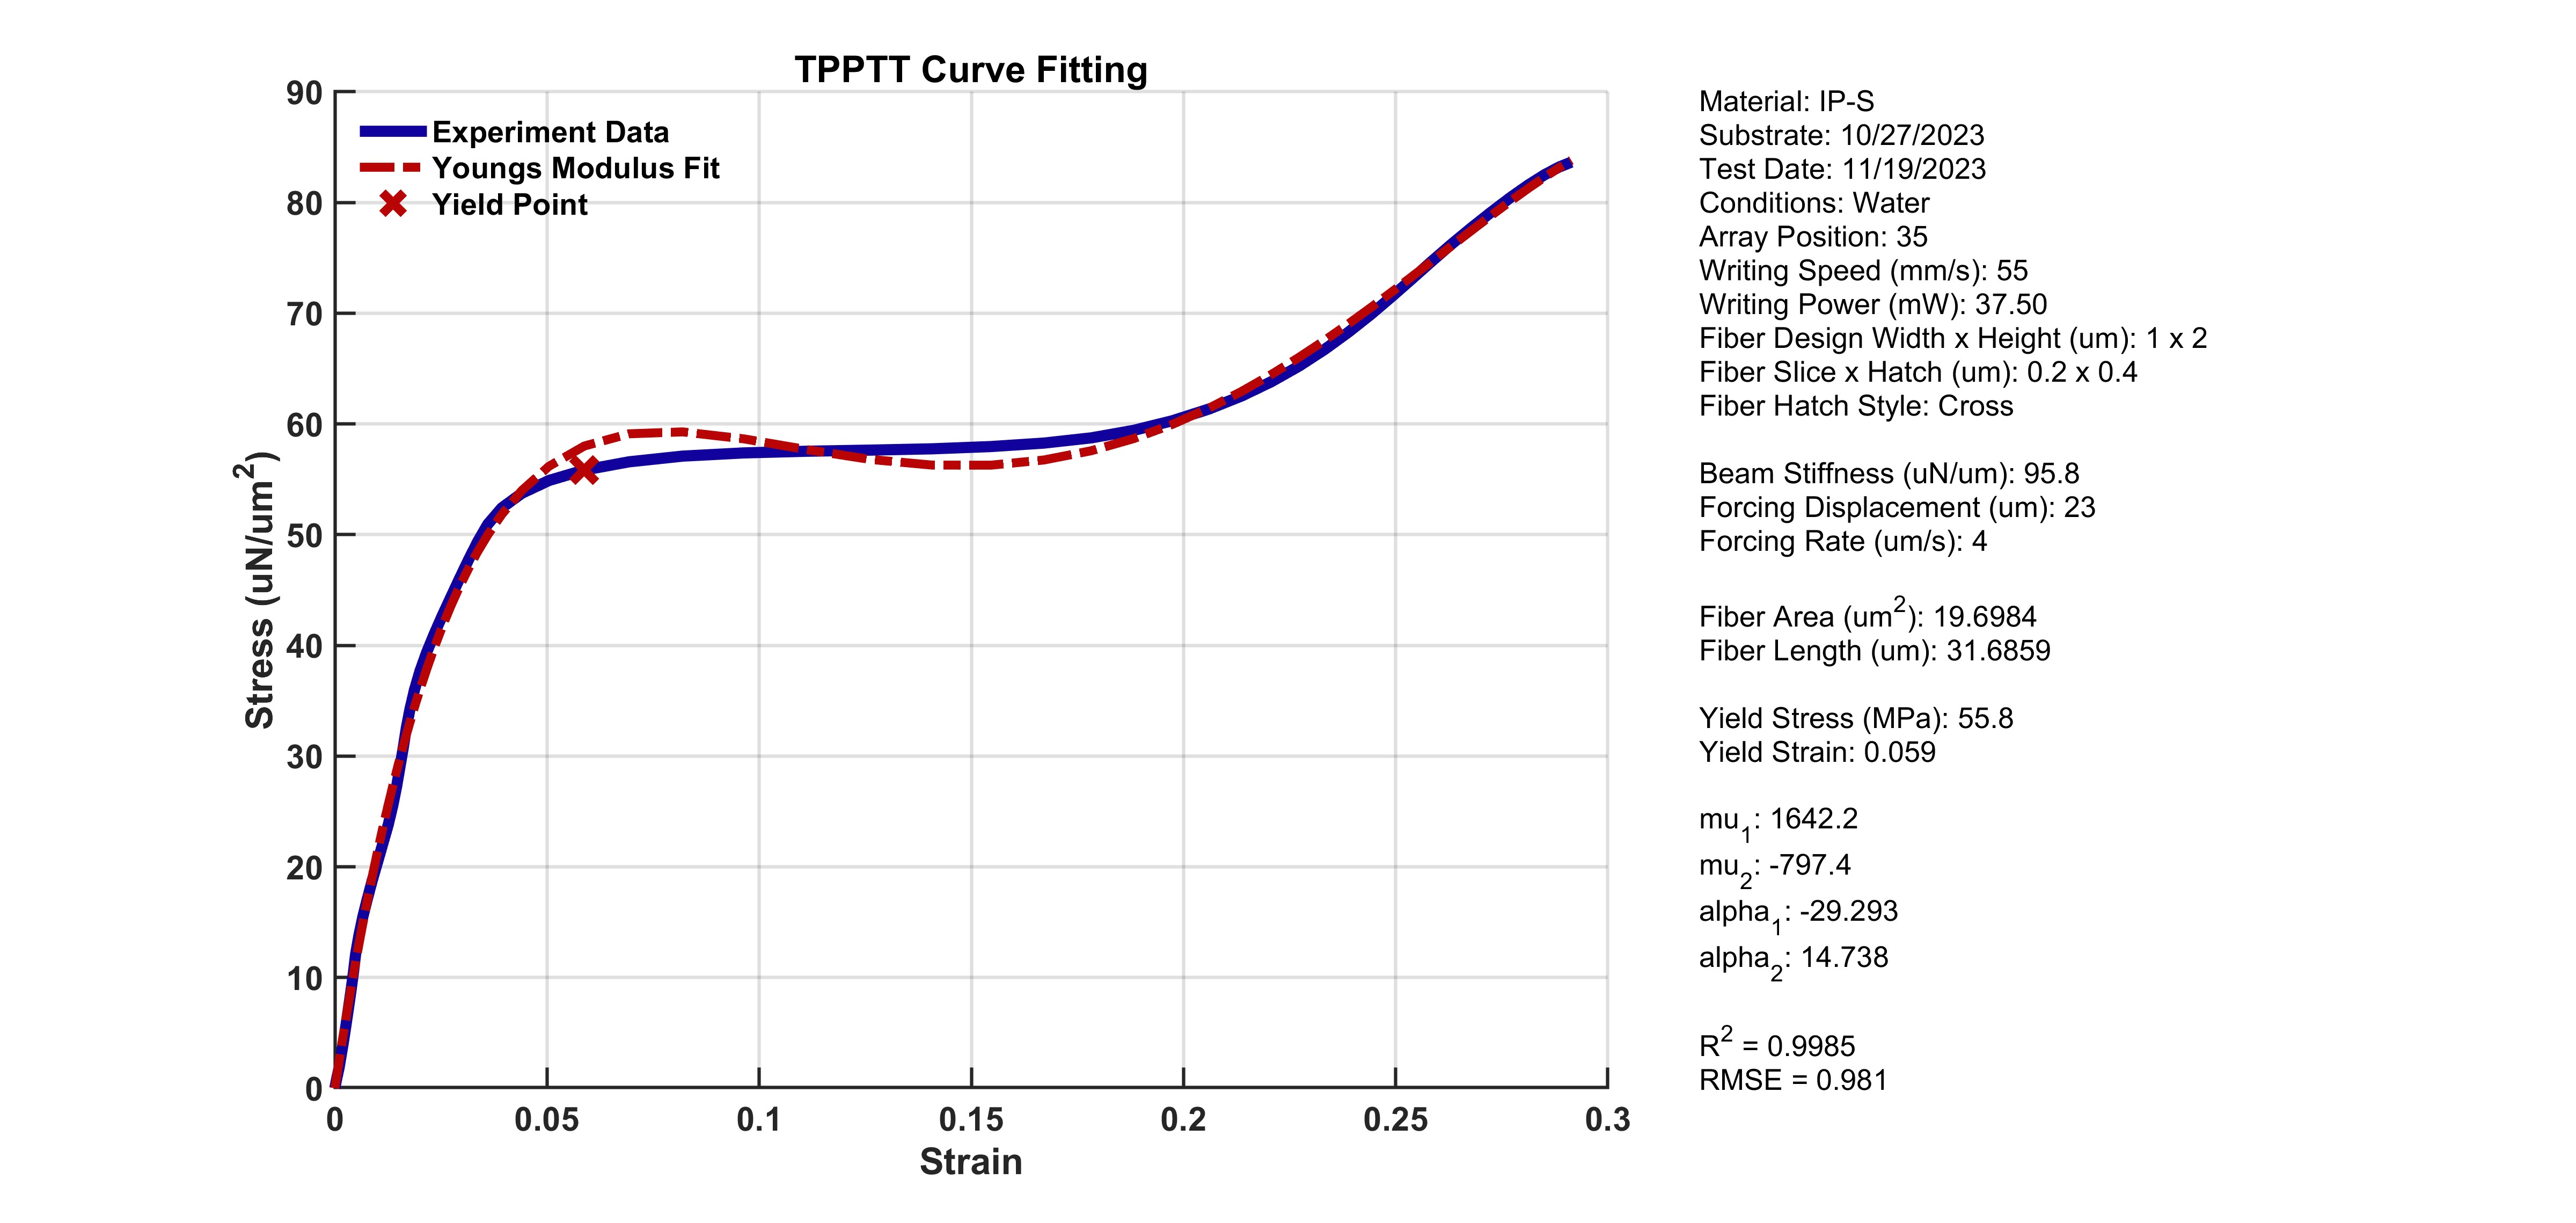 TPPTT Curve Fitting
90
80
70
60
50
40
30
20
10
0
Stress (uN/um²)
Experiment Data
Youngs Modulus Fit
Yield Point
0 0.05 0.1 0.15 0.2 0.25 0.3
Strain
Material: IP-S
Substrate: 10/27/2023
Test Date: 11/19/2023
Conditions: Water
Array Position: 35
Writing Speed (mm/s): 55
Writing Power (mW): 37.50
Fiber Design Width x Height (um): 1 x 2
Fiber Slice x Hatch (um): 0.2 x 0.4
Fiber Hatch Style: Cross
Beam Stiffness (uN/um): 95.8
Forcing Displacement (um): 23
Forcing Rate (um/s): 4
Fiber Area (um²): 19.6984
Fiber Length (um): 31.6859
Yield Stress (MPa): 55.8
Yield Strain: 0.059
mu₁: 1642.2
mu₂: -797.4
alpha₁: -29.293
alpha₂: 14.738
R² = 0.9985
RMSE = 0.981